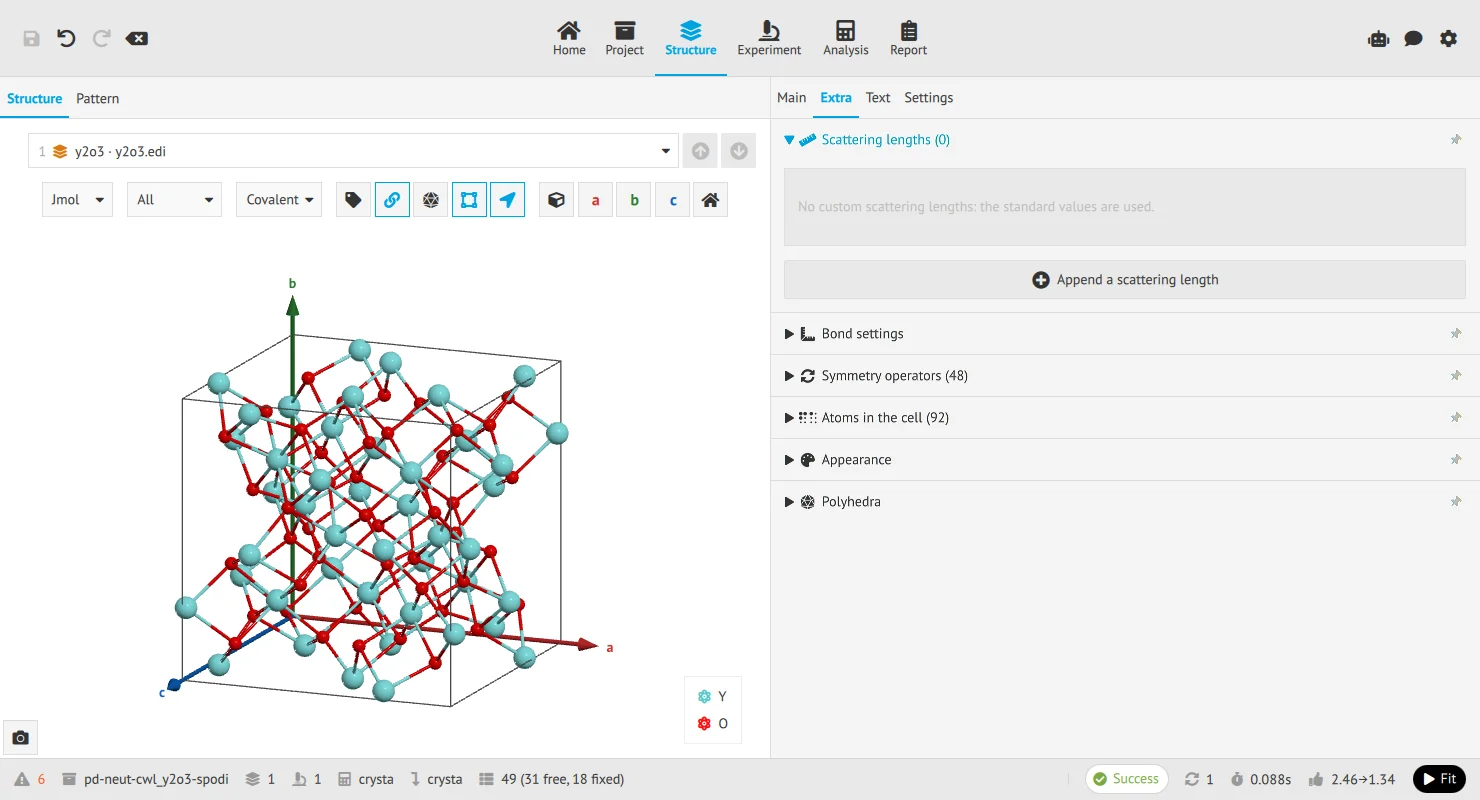 Home
Project
Structure
Experiment
Analysis
Report
Structure
Pattern
Main
Extra
Text
Settings
1 y2o3 · y2o3.edi
Jmol
All
Covalent
a
b
c
b
a
c
Y
O
Scattering lengths (0)
No custom scattering lengths: the standard values are used.
Append a scattering length
Bond settings
Symmetry operators (48)
Atoms in the cell (92)
Appearance
Polyhedra
6
pd-neut-cwl_y2o3-spodi
1
1
crysta
crysta
49 (31 free, 18 fixed)
Success
1
0.088s
2.46→1.34
Fit